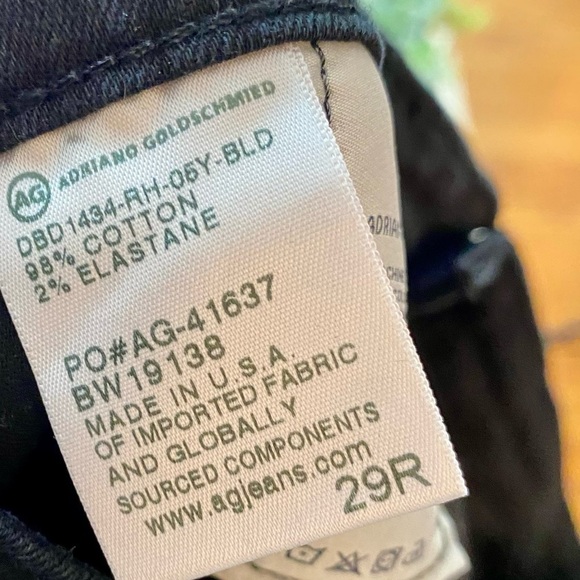 AG ADRIANO GOLDSCHMIED
DBD1434-RH-05Y-BLD
98% COTTON
2% ELASTANE
PO#AG-41637
BW19138
MADE IN U.S.A.
OF IMPORTED FABRIC
AND GLOBALLY
SOURCED COMPONENTS
www.agjeans.com
29R